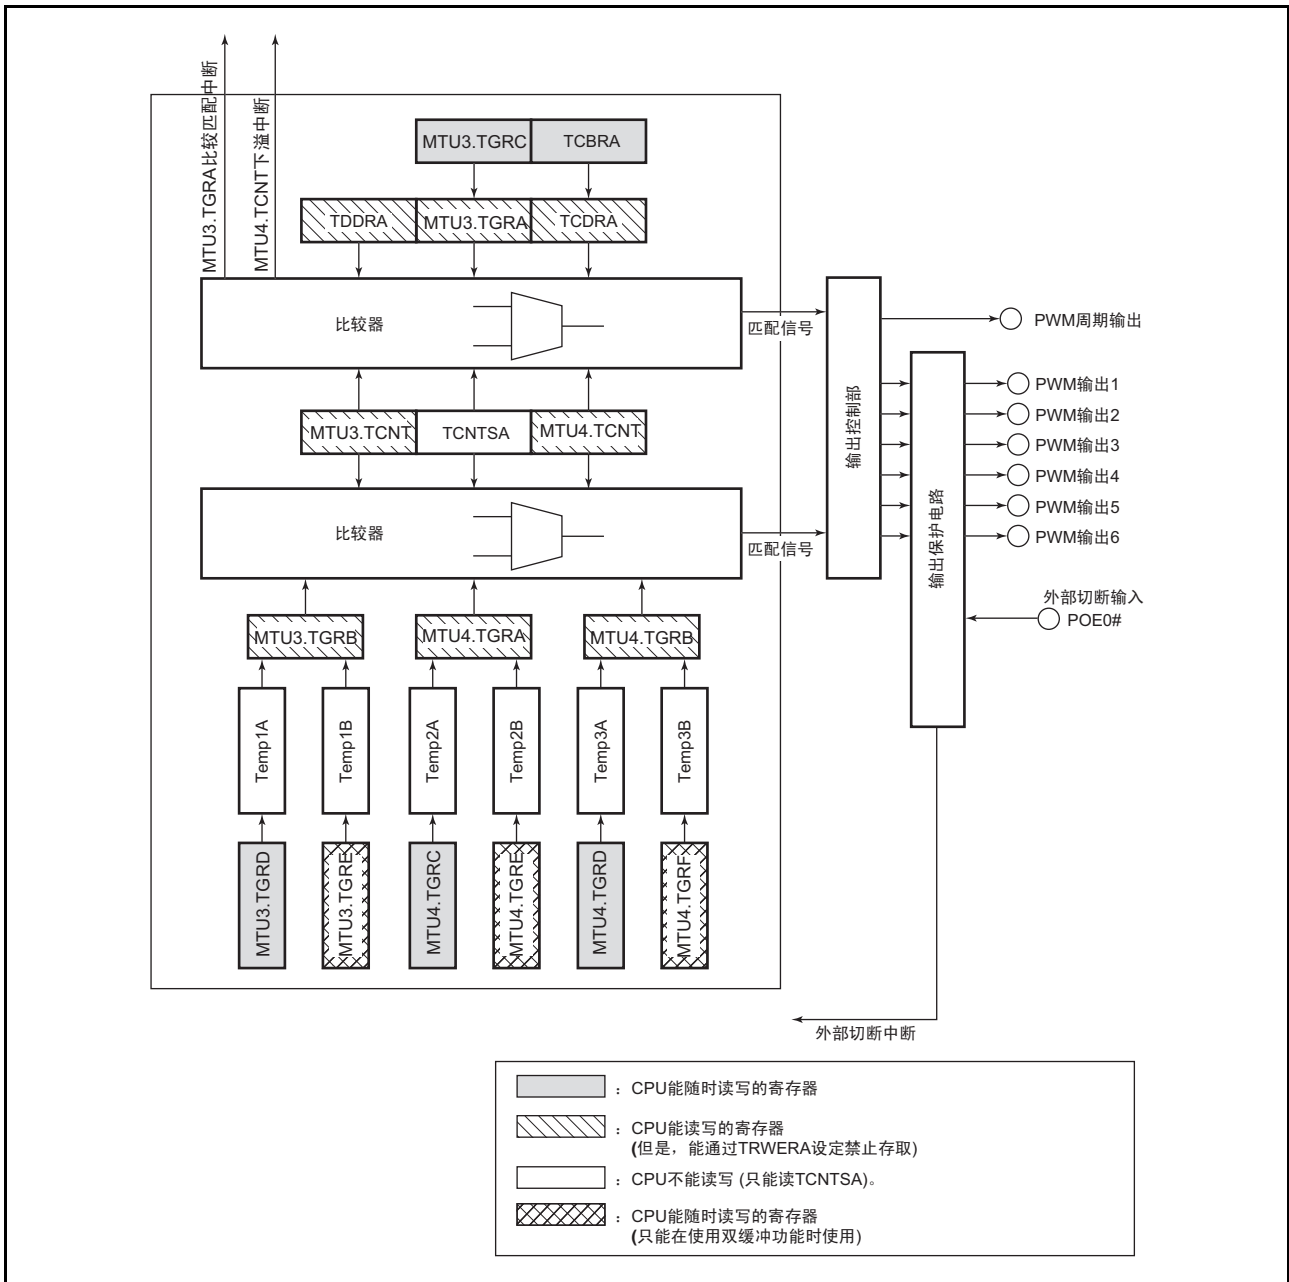 MTU3.TGRA比较匹配中断
MTU4.TCNT下溢中断
MTU3.TGRC
TCBRA
TDDRA
MTU3.TGRA
TCDRA
比较器
匹配信号
PWM周期输出
MTU3.TCNT
TCNTSA
MTU4.TCNT
输出控制部
PWM输出1
PWM输出2
PWM输出3
PWM输出4
PWM输出5
PWM输出6
比较器
匹配信号
输出保护电路
外部切断输入
POE0#
MTU3.TGRB
MTU4.TGRA
MTU4.TGRB
Temp1A
Temp1B
Temp2A
Temp2B
Temp3A
Temp3B
MTU3.TGRD
MTU3.TGRE
MTU4.TGRC
MTU4.TGRE
MTU4.TGRD
MTU4.TGRF
外部切断中断
：CPU能随时读写的寄存器
：CPU能读写的寄存器
(但是，能通过TRWERA设定禁止存取)
：CPU不能读写 (只能读TCNTSA)。
：CPU能随时读写的寄存器
(只能在使用双缓冲功能时使用)